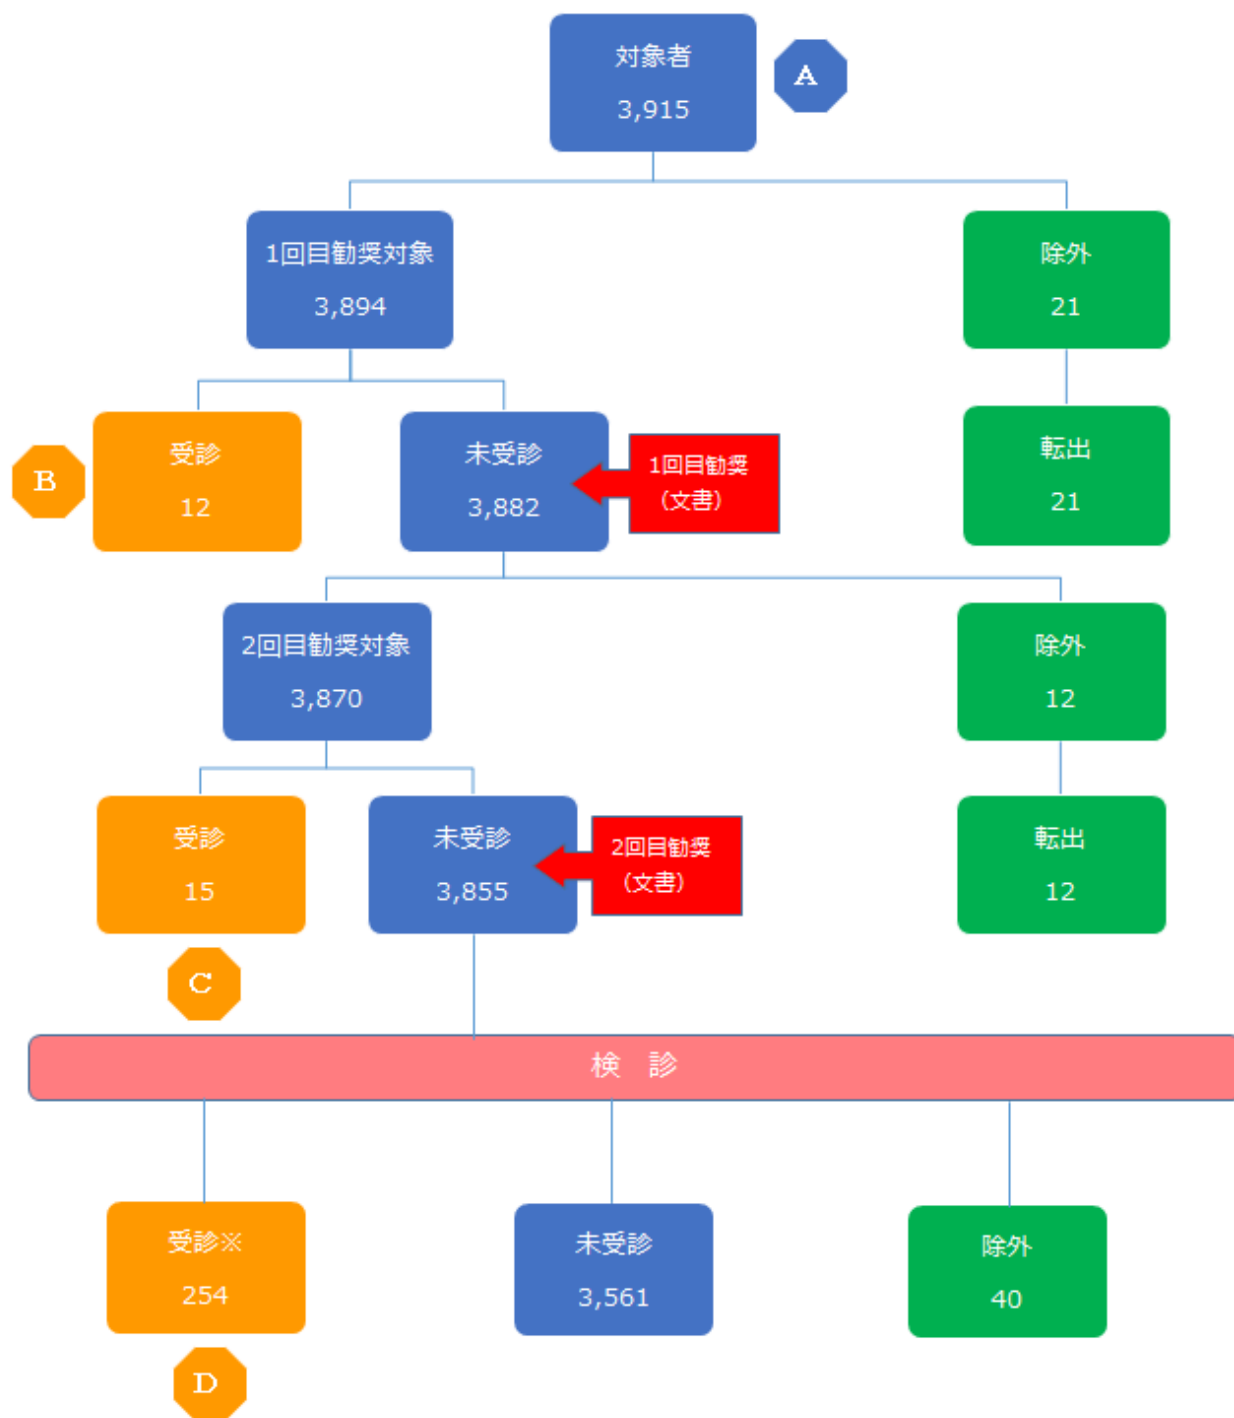 対象者
3,915
A
1回目勧奨対象
3,894
除外
21
B
受診
12
未受診
3,882
1回目勧奨
（文書）
転出
21
2回目勧奨対象
3,870
除外
12
受診
15
未受診
3,855
2回目勧奨
（文書）
転出
12
C
検　診
受診※
254
未受診
3,561
除外
40
D